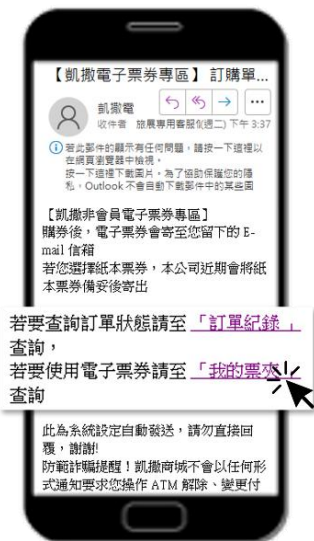 【凱撒電子票券專區】 訂購單...
凱撒電
收件者 旅展專用客服1(週二) 下午 3:37
若此郵件的顯示有任何問題，請按一下這裡以
在網頁瀏覽器中檢視。
按一下這裡下載圖片。為了協助保護您的隱
私，Outlook 不會自動下載郵件中的某些圖
【凱撒非會員電子票券專區】
購券後，電子票券會寄至您留下的 E-
mail 信箱
若您選擇紙本票券，本公司近期會將紙
本票券備妥後寄出
若要查詢訂單狀態請至「訂單紀錄 」
查詢，
若要使用電子票券請至「我的票夾」
查詢
此為系統設定自動發送，請勿直接回
覆，謝謝!
防範詐騙提醒！凱撒商城不會以任何形
式通知要求您操作 ATM 解除、變更付